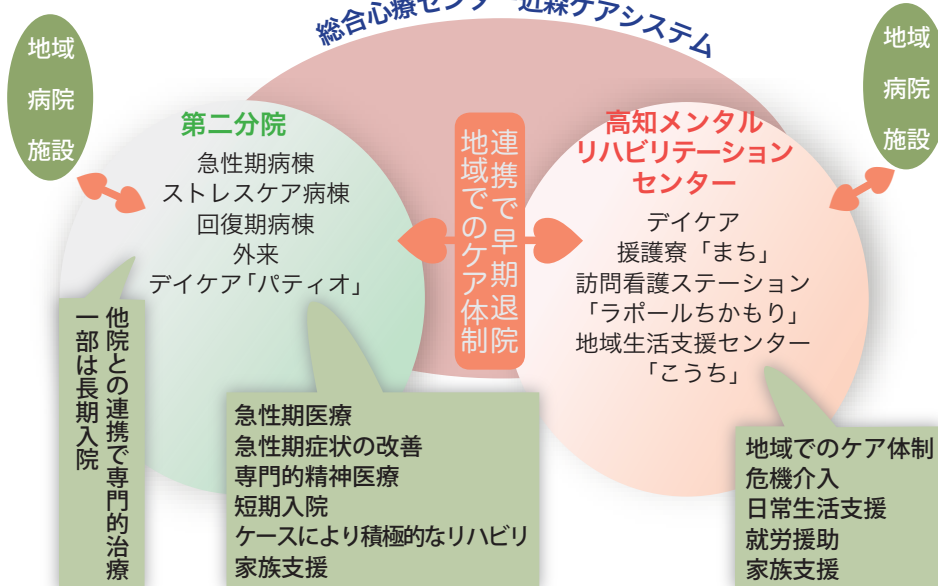 総合心療センター近森ケアシステム
地域
病院
施設
地域
病院
施設
第二分院
急性期病棟
ストレスケア病棟
回復期病棟
外来
デイケア「パティオ」
連携で早期退院
地域でのケア体制
高知メンタル
リハビリテーション
センター
デイケア
援護寮「まち」
訪問看護ステーション
「ラポールちかもり」
地域生活支援センター
「こうち」
他院との連携で専門的治療
一部は長期入院
急性期医療
急性期症状の改善
専門的精神医療
短期入院
ケースにより積極的なリハビリ
家族支援
地域でのケア体制
危機介入
日常生活支援
就労援助
家族支援